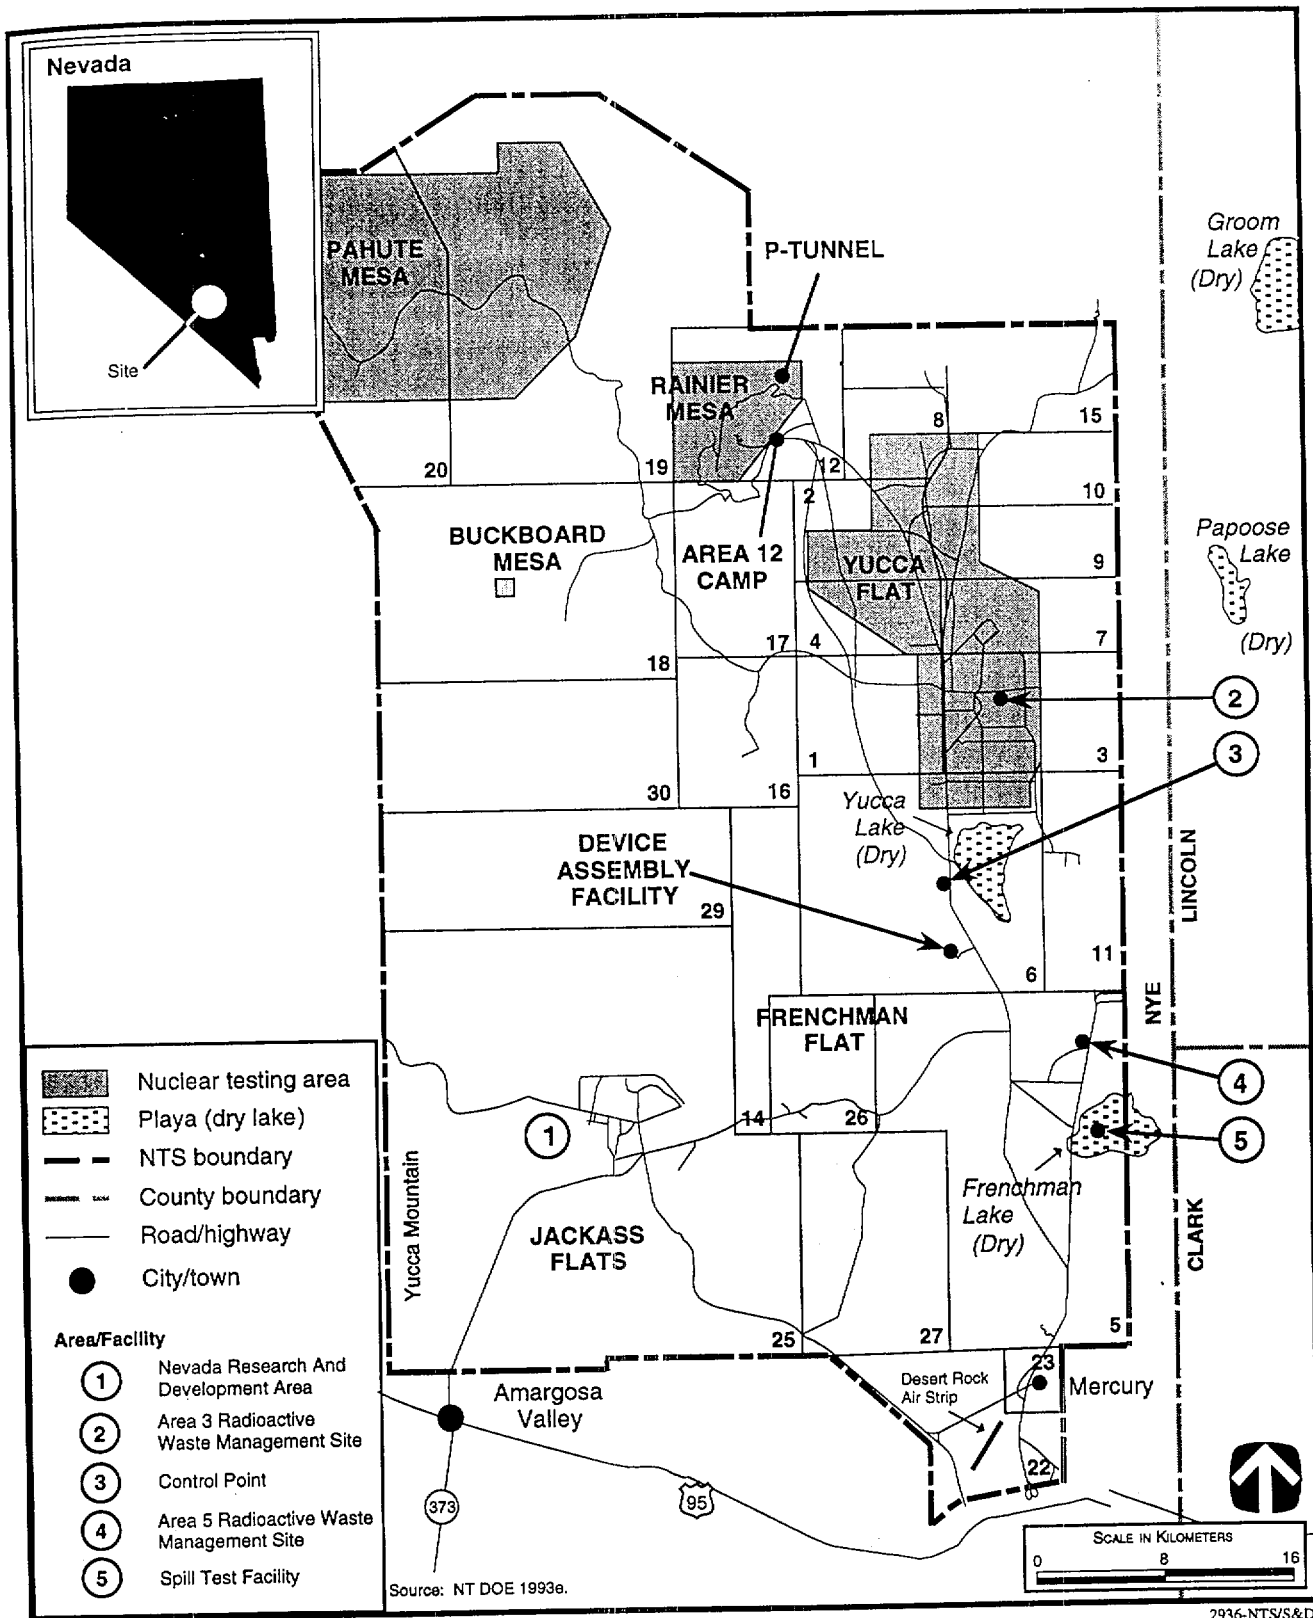 Nevada
Site
PAHUTE
MESA
P-TUNNEL
Groom
Lake
(Dry)
RAINIER
MESA
8
15
20
19
12
2
10
BUCKBOARD
MESA
AREA 12
CAMP
YUCCA
FLAT
9
Papoose
Lake
(Dry)
18
17
4
7
2
3
1
3
30
16
Yucca
Lake
(Dry)
DEVICE
ASSEMBLY
FACILITY
29
LINCOLN
6
11
NYE
FRENCHMAN
FLAT
4
1
14
26
5
Frenchman
Lake
(Dry)
CLARK
Yucca Mountain
JACKASS
FLATS
25
27
5
Nuclear testing area
Playa (dry lake)
NTS boundary
County boundary
Road/highway
City/town
Area/Facility
1 Nevada Research And
Development Area
2 Area 3 Radioactive
Waste Management Site
3 Control Point
4 Area 5 Radioactive Waste
Management Site
5 Spill Test Facility
Amargosa
Valley
Desert Rock
Air Strip
23
Mercury
22
373
95
SCALE IN KILOMETERS
0 8 16
Source: NT DOE 1993e.
2936-NTS/S&D